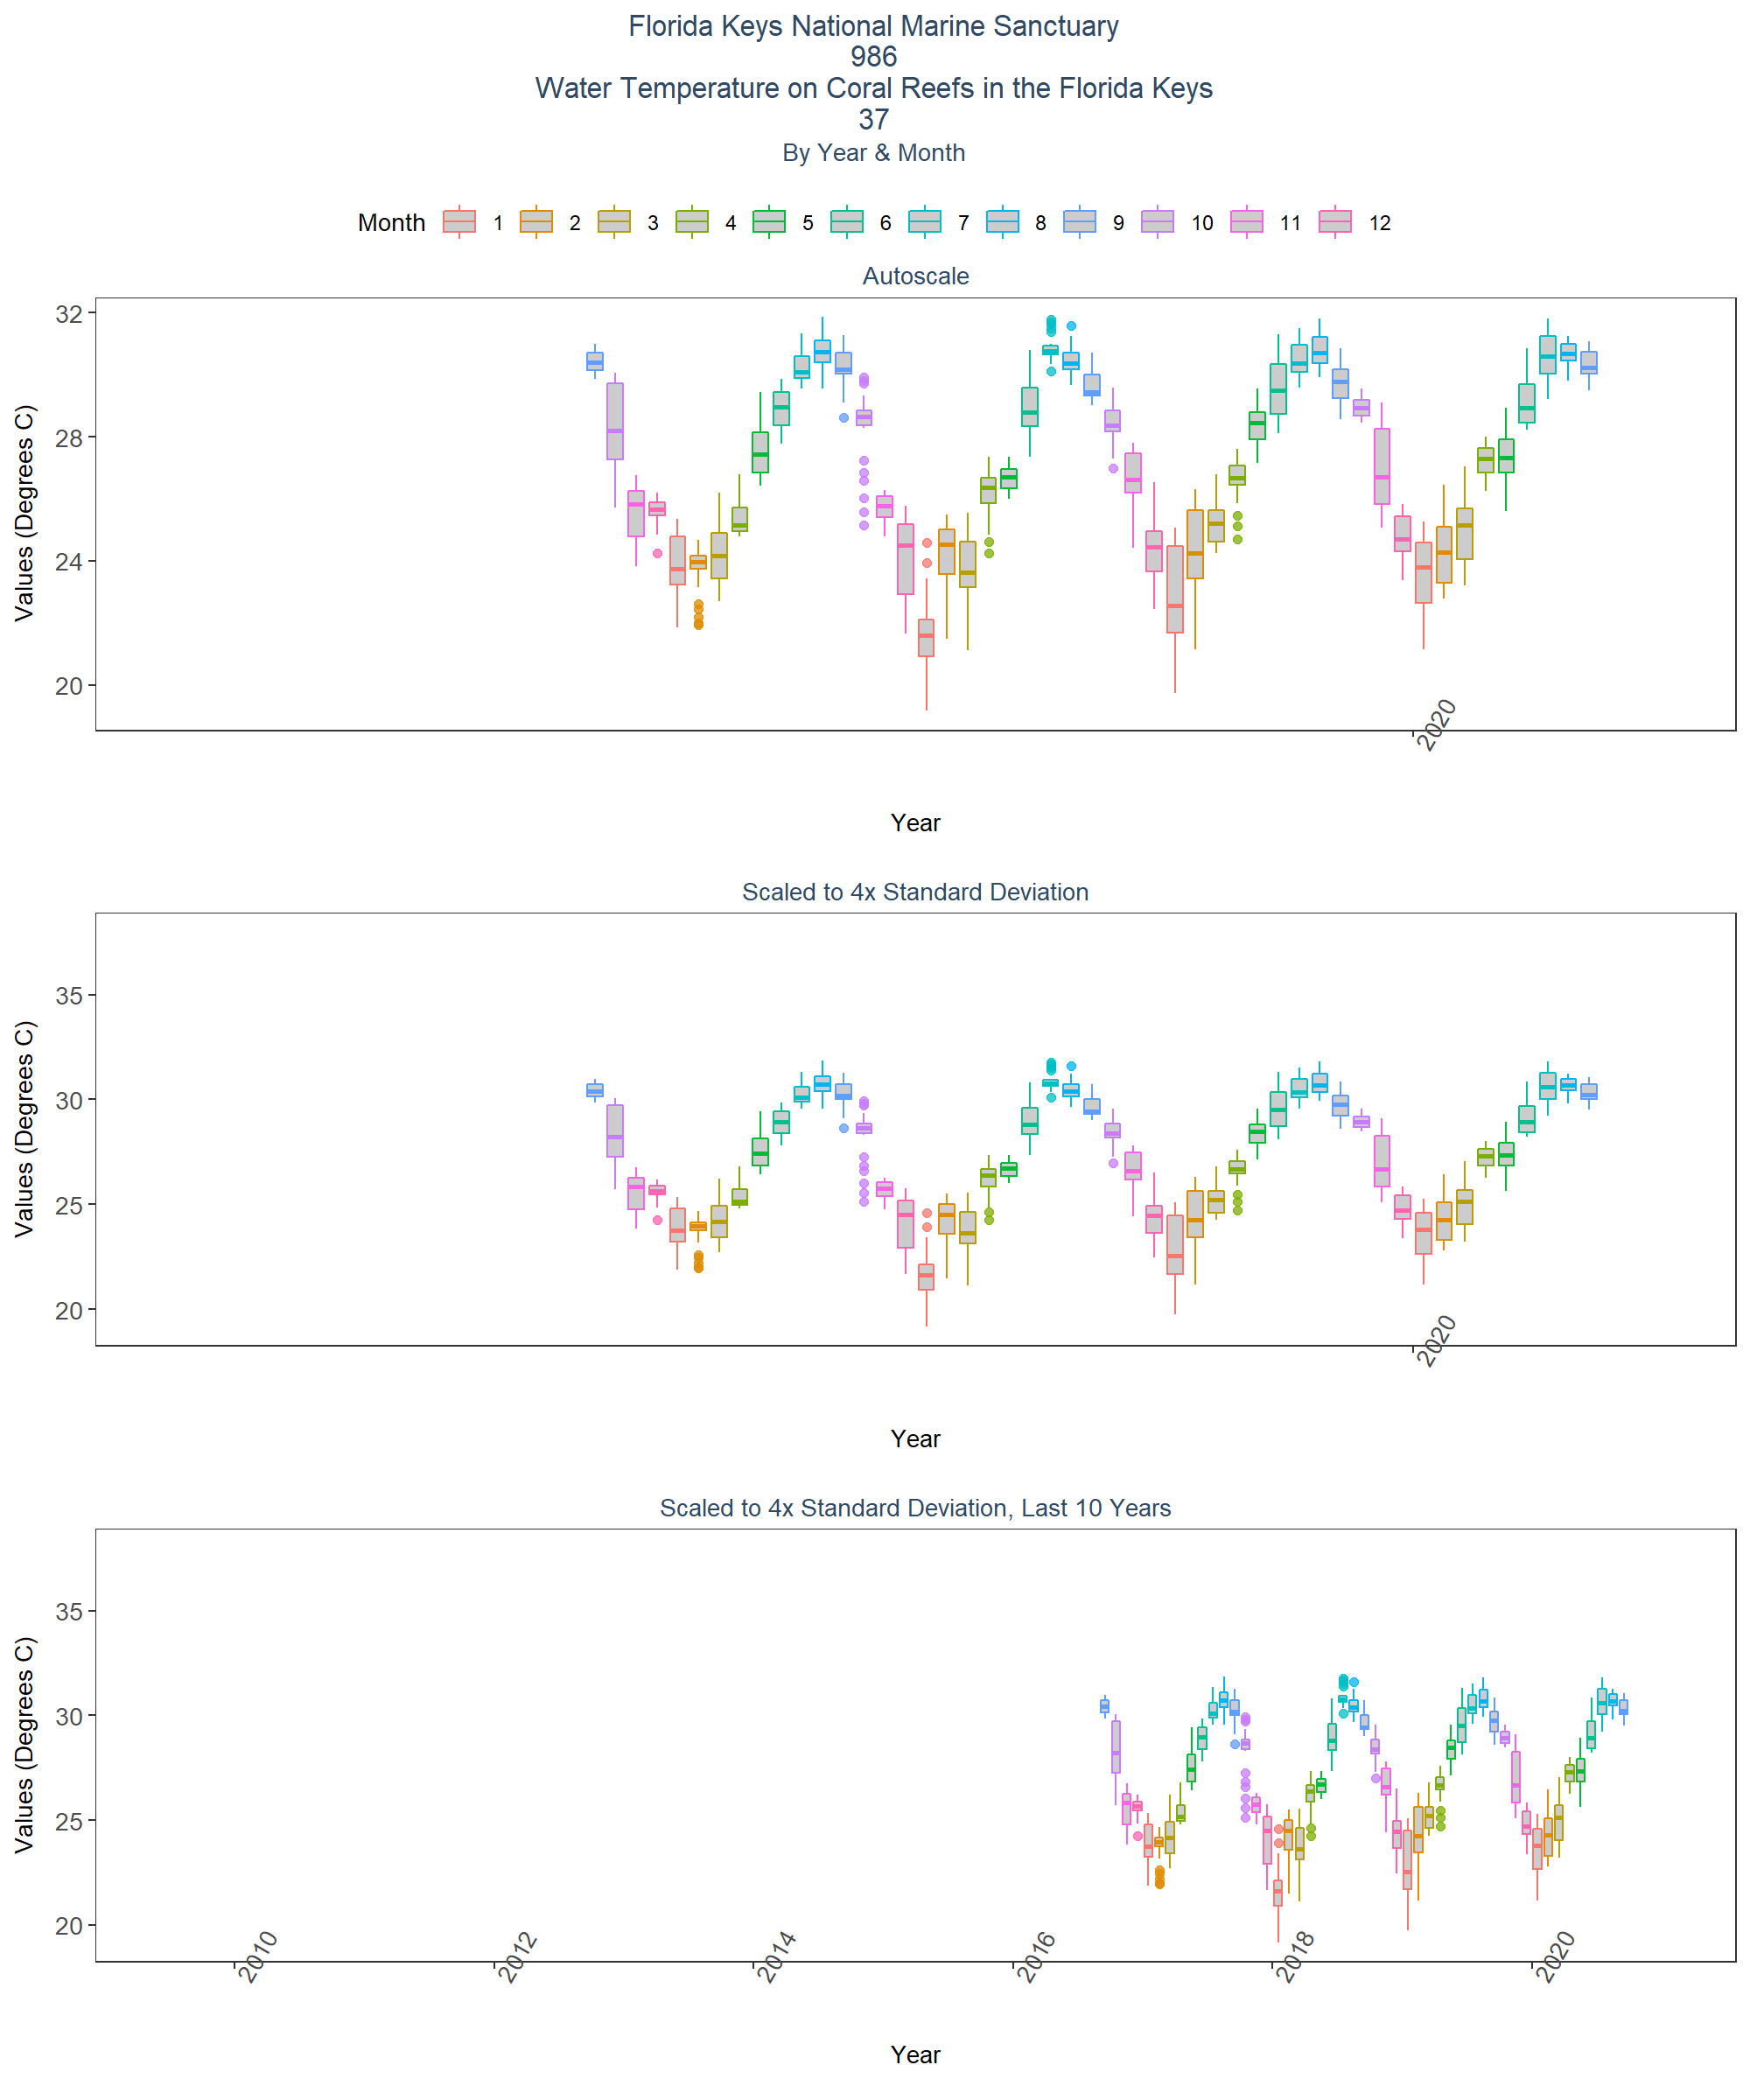 Florida Keys National Marine Sanctuary
986
Water Temperature on Coral Reefs in the Florida Keys
37
By Year & Month
Month 1 2 3 4 5 6 7 8 9 10 11 12
Autoscale
Values (Degrees C)
32
28
24
20
2020
Year
Scaled to 4x Standard Deviation
Values (Degrees C)
35
30
25
20
2020
Year
Scaled to 4x Standard Deviation, Last 10 Years
Values (Degrees C)
35
30
25
20
2010 2012 2014 2016 2018 2020
Year